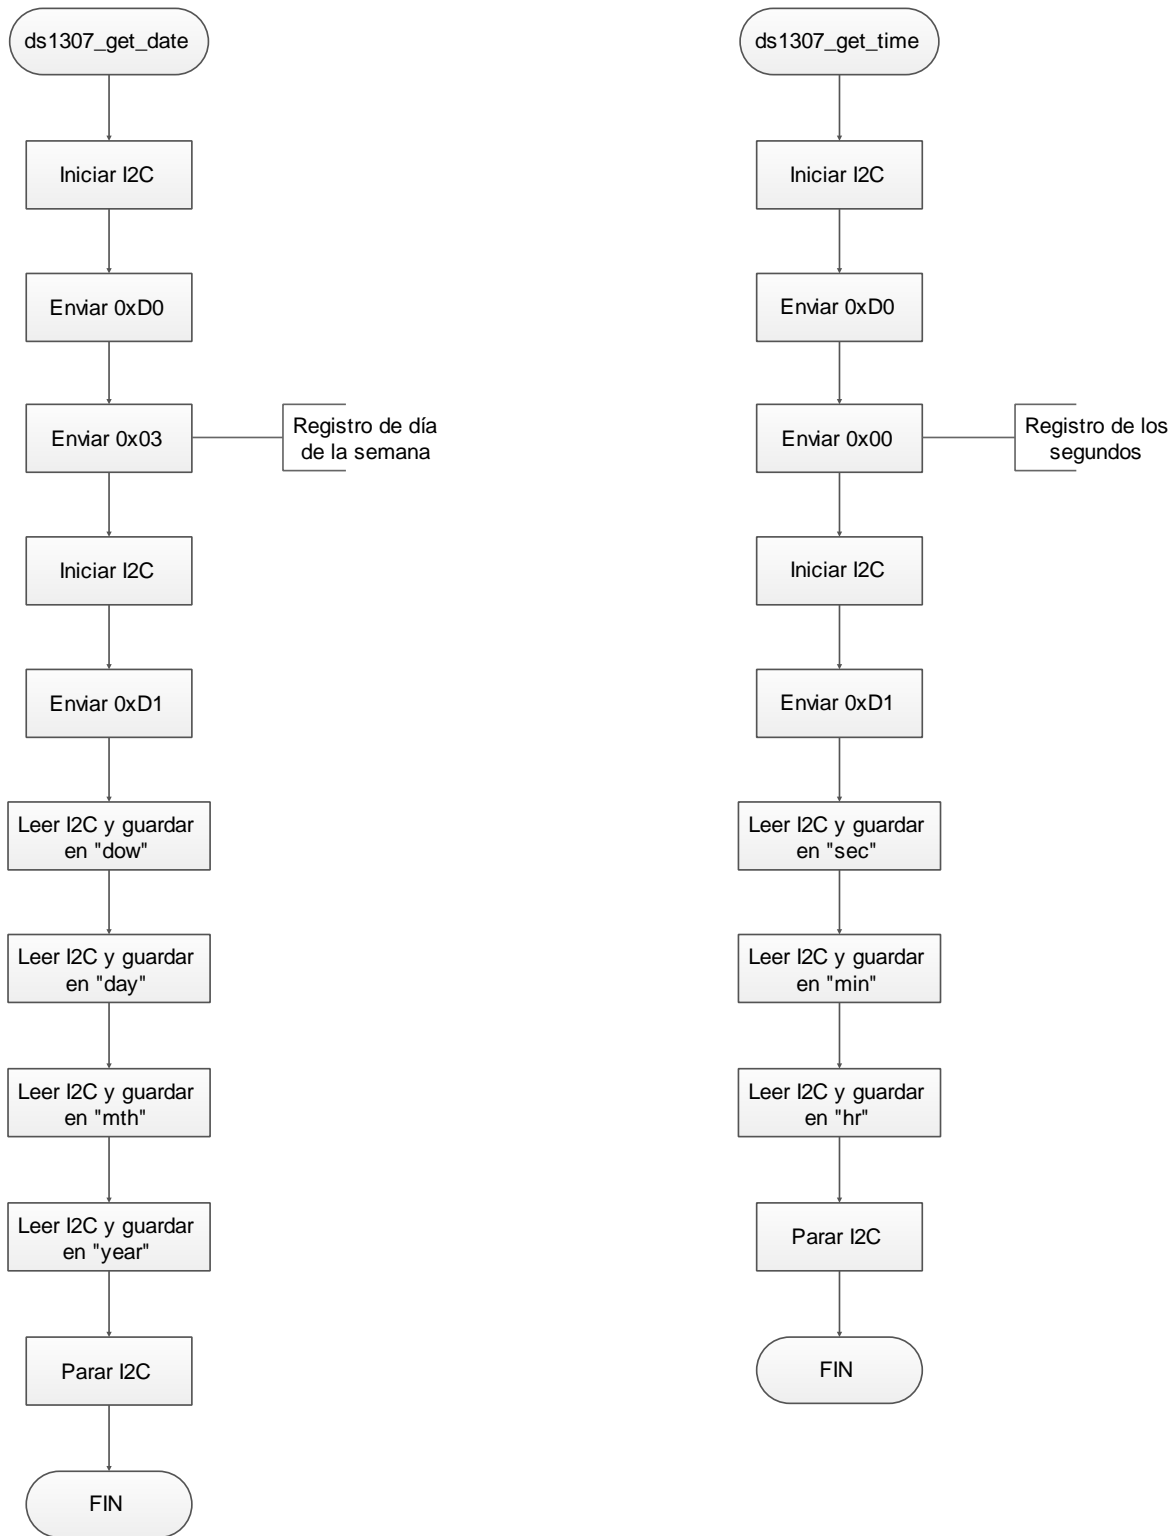 ds1307_get_date
Iniciar I2C
Enviar 0xD0
Enviar 0x03
Registro de día
de la semana
Iniciar I2C
Enviar 0xD1
Leer I2C y guardar
en "dow"
Leer I2C y guardar
en "day"
Leer I2C y guardar
en "mth"
Leer I2C y guardar
en "year"
Parar I2C
FIN
ds1307_get_time
Iniciar I2C
Enviar 0xD0
Enviar 0x00
Registro de los
segundos
Iniciar I2C
Enviar 0xD1
Leer I2C y guardar
en "sec"
Leer I2C y guardar
en "min"
Leer I2C y guardar
en "hr"
Parar I2C
FIN